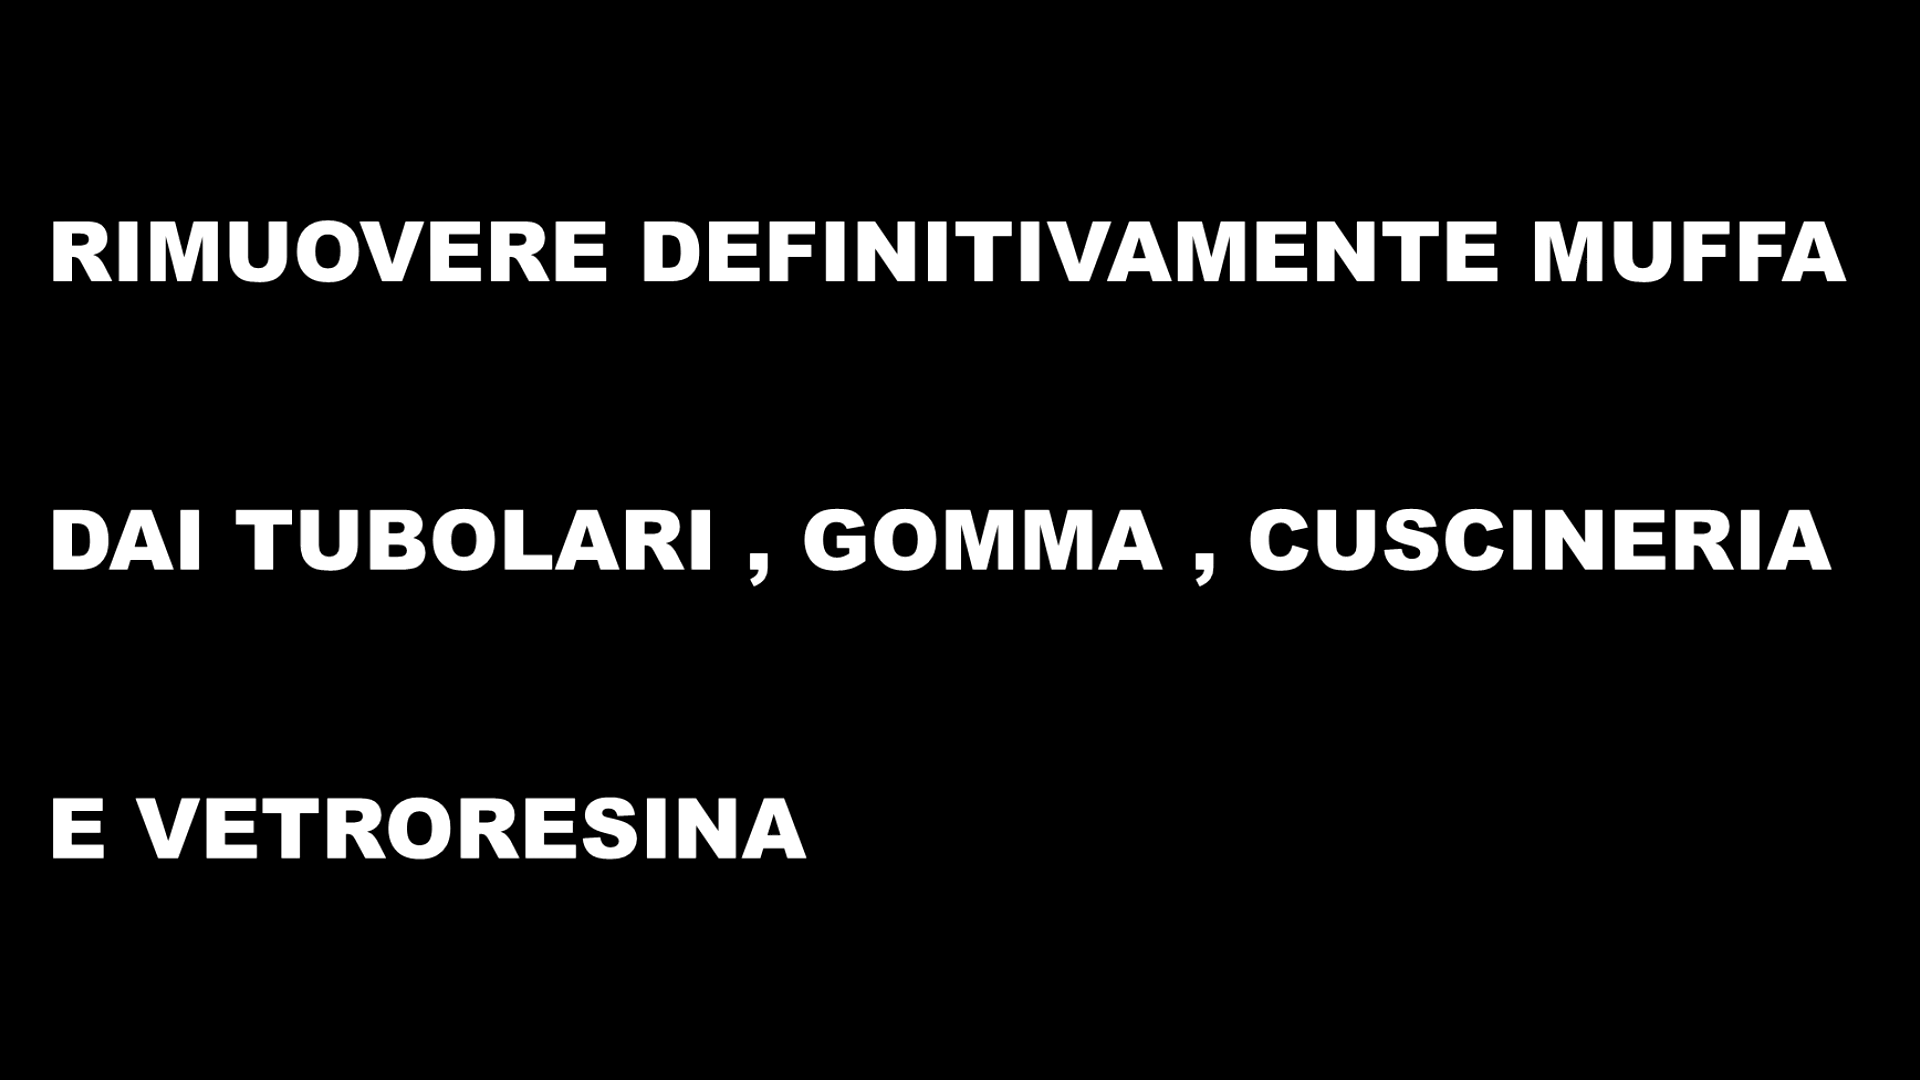 RIMUOVERE DEFINITIVAMENTE MUFFA
DAI TUBOLARI , GOMMA , CUSCINERIA
E VETRORESINA